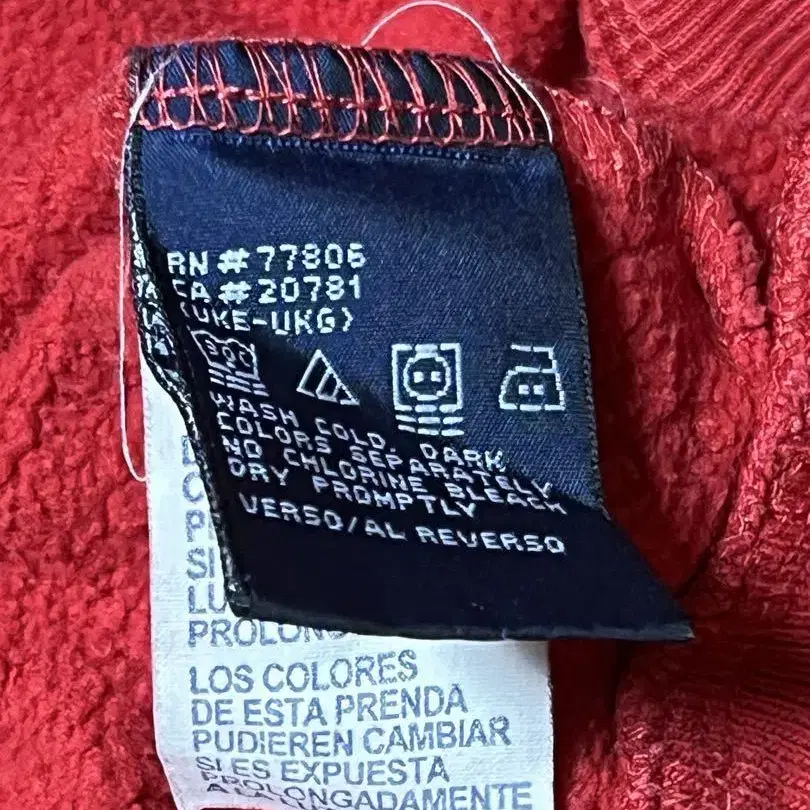 RN #77806
CA #20781
(UKE-UKG)
WASH COLD. DARK
COLORS SEPARATELY
NO CHLORINE BLEACH
DRY PROMPTLY
VERSO/AL REVERSO
LOS COLORES
DE ESTA PRENDA
PUDIEREN CAMBIAR
SI ES EXPUESTA
PROLONGADAMENTE